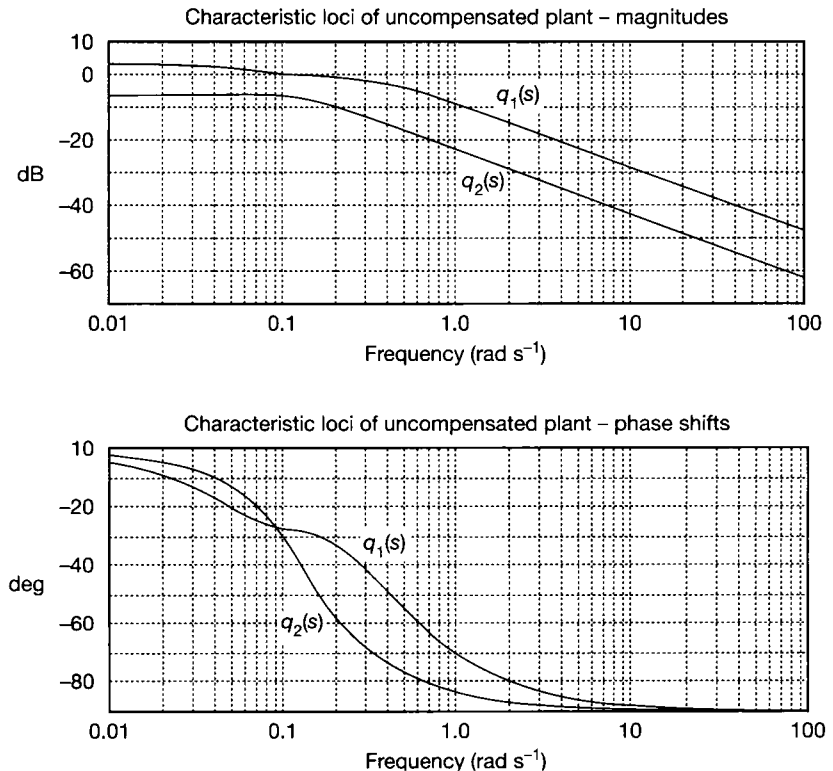 Characteristic loci of uncompensated plant – magnitudes
10
0
–20
dB
–40
–60
q₁(s)
q₂(s)
0.01 0.1 1.0 10 100
Frequency (rad s⁻¹)
Characteristic loci of uncompensated plant – phase shifts
10
–20
–40
deg
–60
–80
q₁(s)
q₂(s)
0.01 0.1 1.0 10 100
Frequency (rad s⁻¹)